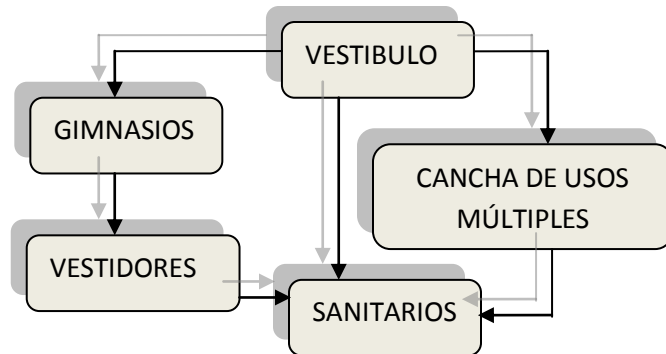 VESTIBULO
GIMNASIOS
CANCHA DE USOS
MÚLTIPLES
VESTIDORES
SANITARIOS